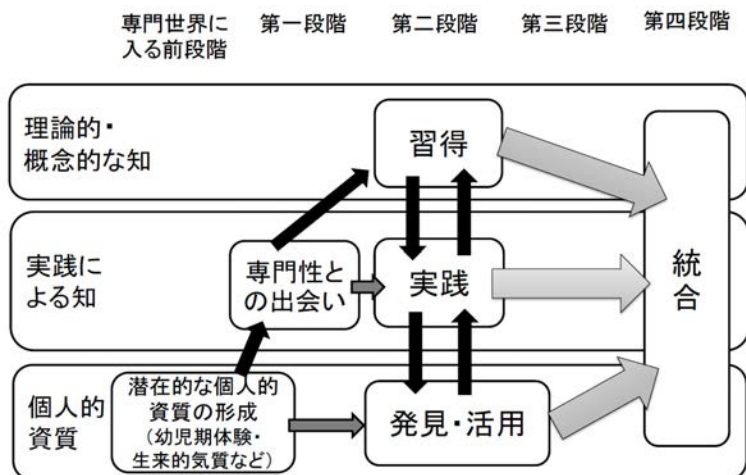 専門世界に
入る前段階
第一段階
第二段階
第三段階
第四段階
理論的・
概念的な知
習得
実践に
よる知
専門性と
の出会い
実践
統
合
個人的
資質
潜在的な個人的
資質の形成
(幼児期体験・
生来的気質など)
発見・活用